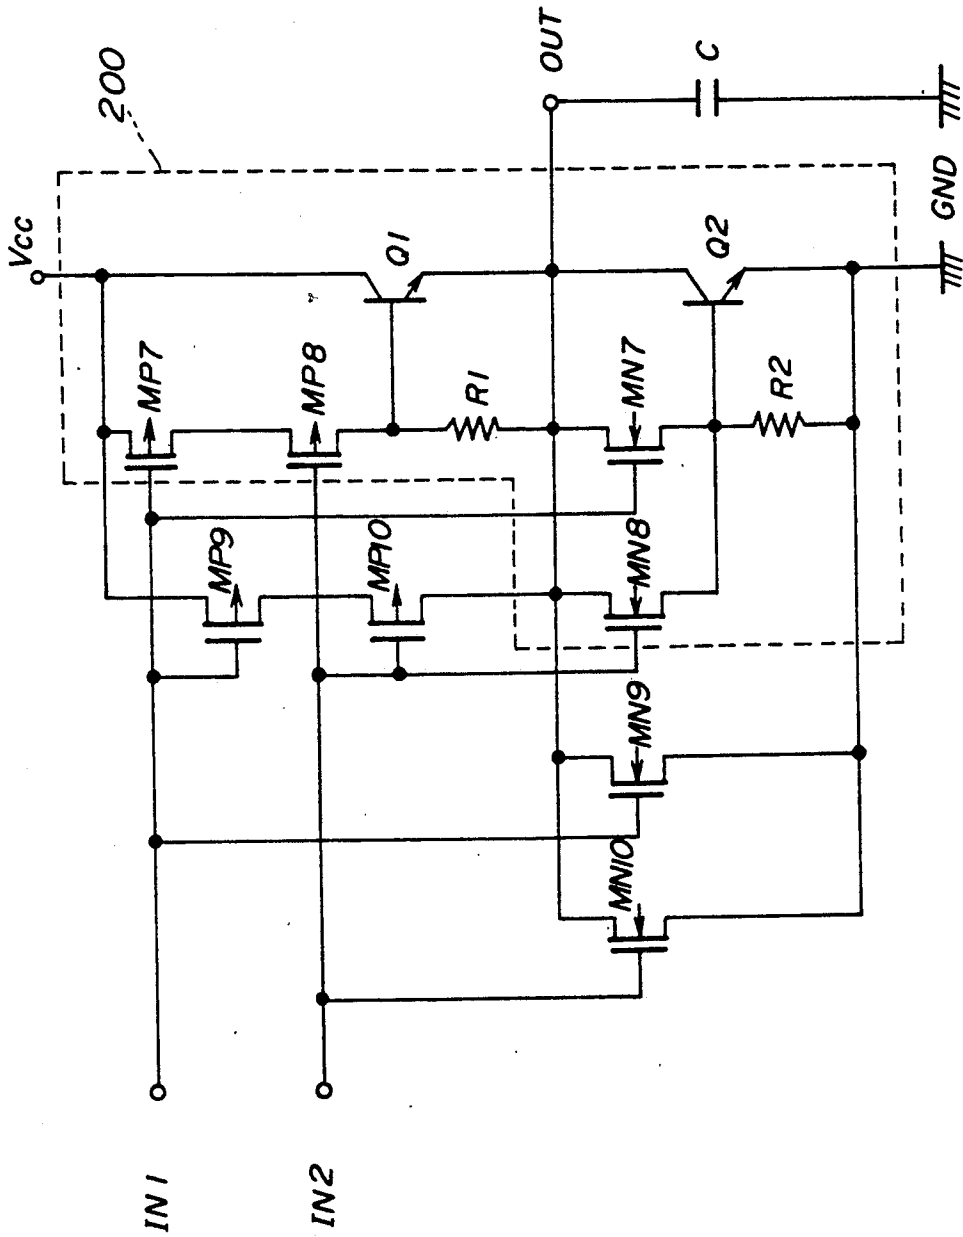 200
Vcc
OUT
C
Q1
MP7
MP8
R1
MN7
Q2
R2
GND
MP9
MP10
MN8
MN9
MN10
IN1
IN2